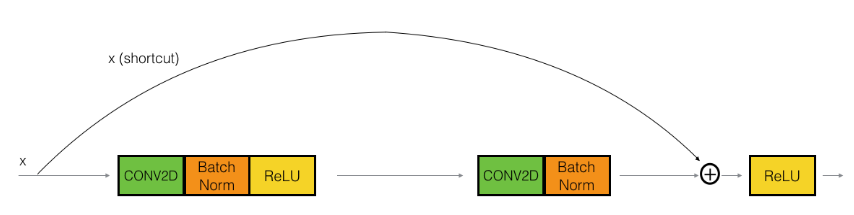 x (shortcut)
x
CONV2D
Batch
Norm
ReLU
CONV2D
Batch
Norm
ReLU